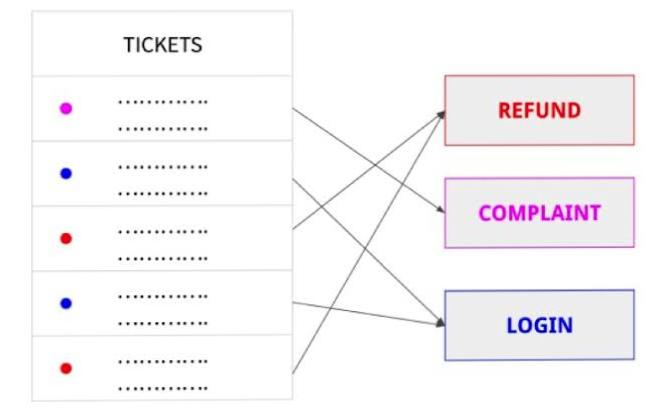 TICKETS
REFUND
COMPLAINT
LOGIN